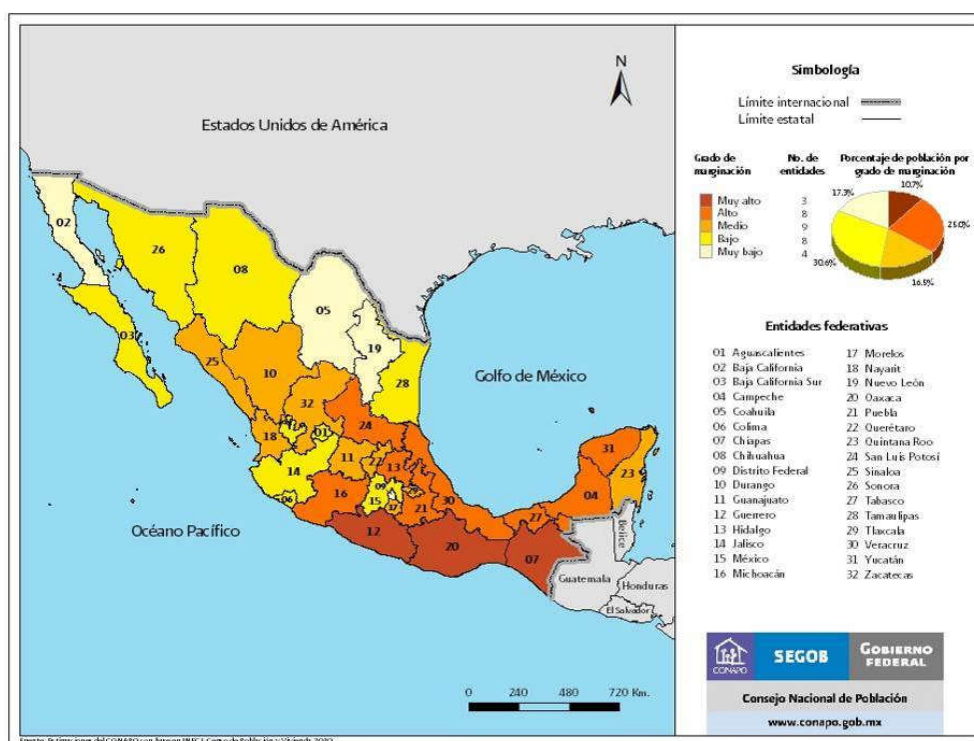 Estados Unidos de América
Golfo de México
Océano Pacífico
Belice
Guatemala
Honduras
El Salvador
N
02
26
08
03
05
19
28
25
10
32
24
18
01
14
11
22
13
06
16
09
15
17
29
21
30
12
20
07
27
04
31
23
0 240 480 720 Km.
Simbología
Límite internacional
Límite estatal
Grado de marginación
No. de entidades
Muy alto 3
Alto 8
Medio 9
Bajo 8
Muy bajo 4
Porcentaje de población por
grado de marginación
10.7%
25.0%
16.5%
30.6%
17.3%
Entidades federativas
01 Aguascalientes
02 Baja California
03 Baja California Sur
04 Campeche
05 Coahuila
06 Colima
07 Chiapas
08 Chihuahua
09 Distrito Federal
10 Durango
11 Guanajuato
12 Guerrero
13 Hidalgo
14 Jalisco
15 México
16 Michoacán
17 Morelos
18 Nayarit
19 Nuevo León
20 Oaxaca
21 Puebla
22 Querétaro
23 Quintana Roo
24 San Luis Potosí
25 Sinaloa
26 Sonora
27 Tabasco
28 Tamaulipas
29 Tlaxcala
30 Veracruz
31 Yucatán
32 Zacatecas
CONAPO
SEGOB
GOBIERNO
FEDERAL
Consejo Nacional de Población
www.conapo.gob.mx